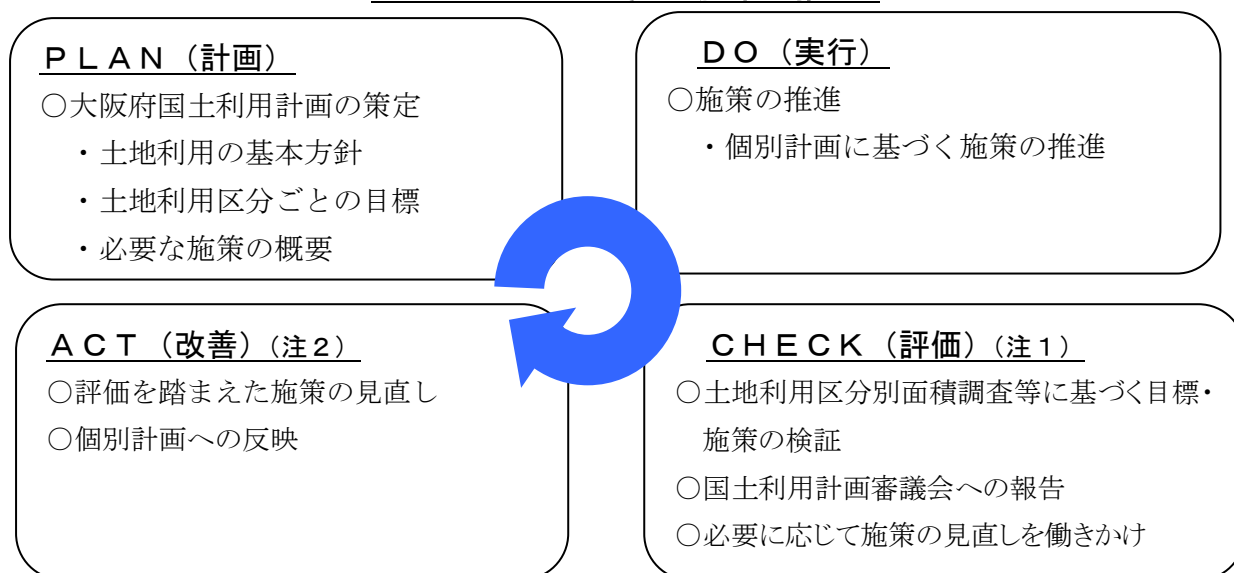 ＰＬＡＮ（計画）
○大阪府国土利用計画の策定
・土地利用の基本方針
・土地利用区分ごとの目標
・必要な施策の概要
ＤＯ（実行）
○施策の推進
・個別計画に基づく施策の推進
ＡＣＴ（改善）（注２）
○評価を踏まえた施策の見直し
○個別計画への反映
ＣＨＥＣＫ（評価）（注１）
○土地利用区分別面積調査等に基づく目標・
施策の検証
○国土利用計画審議会への報告
○必要に応じて施策の見直しを働きかけ